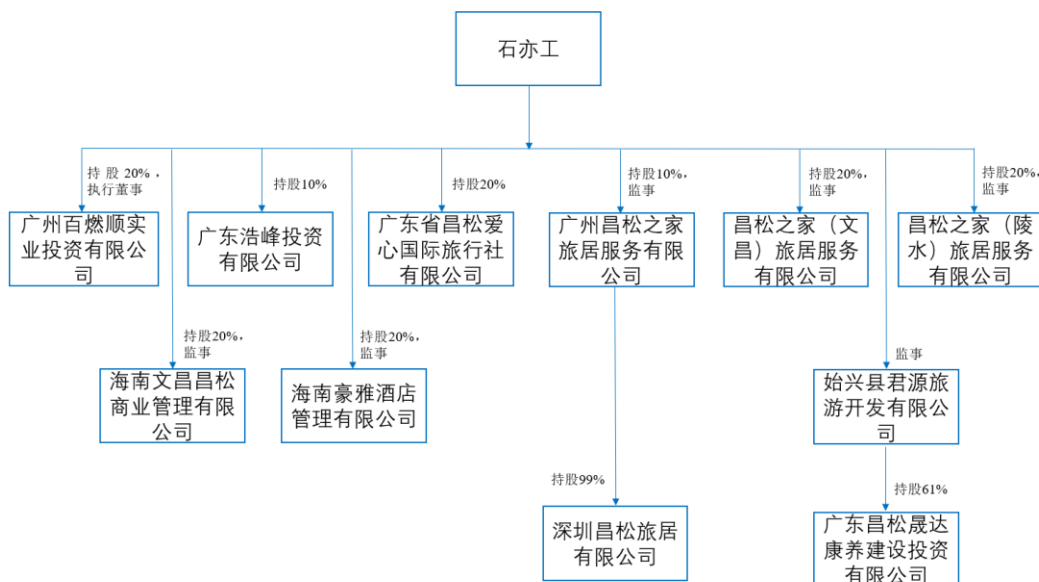 石亦工
持股 20%，
执行董事
广州百燃顺实
业投资有限公
司
持股10%
广东浩峰投资
有限公司
持股20%
广东省昌松爱
心国际旅行社
有限公司
持股10%，
监事
广州昌松之家
旅居服务有限
公司
持股20%，
监事
昌松之家（文
昌）旅居服务
有限公司
持股20%，
监事
昌松之家（陵
水）旅居服务
有限公司
持股20%，
监事
海南文昌昌松
商业管理有限
公司
持股20%，
监事
海南豪雅酒店
管理有限公司
监事
始兴县君源旅
游开发有限公
司
持股99%
深圳昌松旅居
有限公司
持股61%
广东昌松晟达
康养建设投资
有限公司